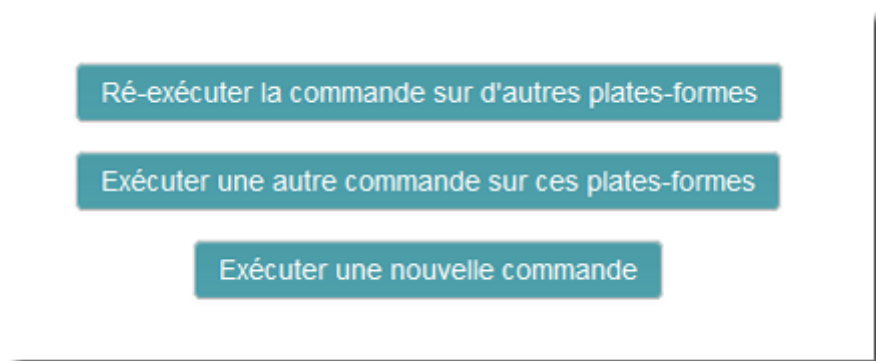 Ré-exécuter la commande sur d'autres plates-formes
Exécuter une autre commande sur ces plates-formes
Exécuter une nouvelle commande